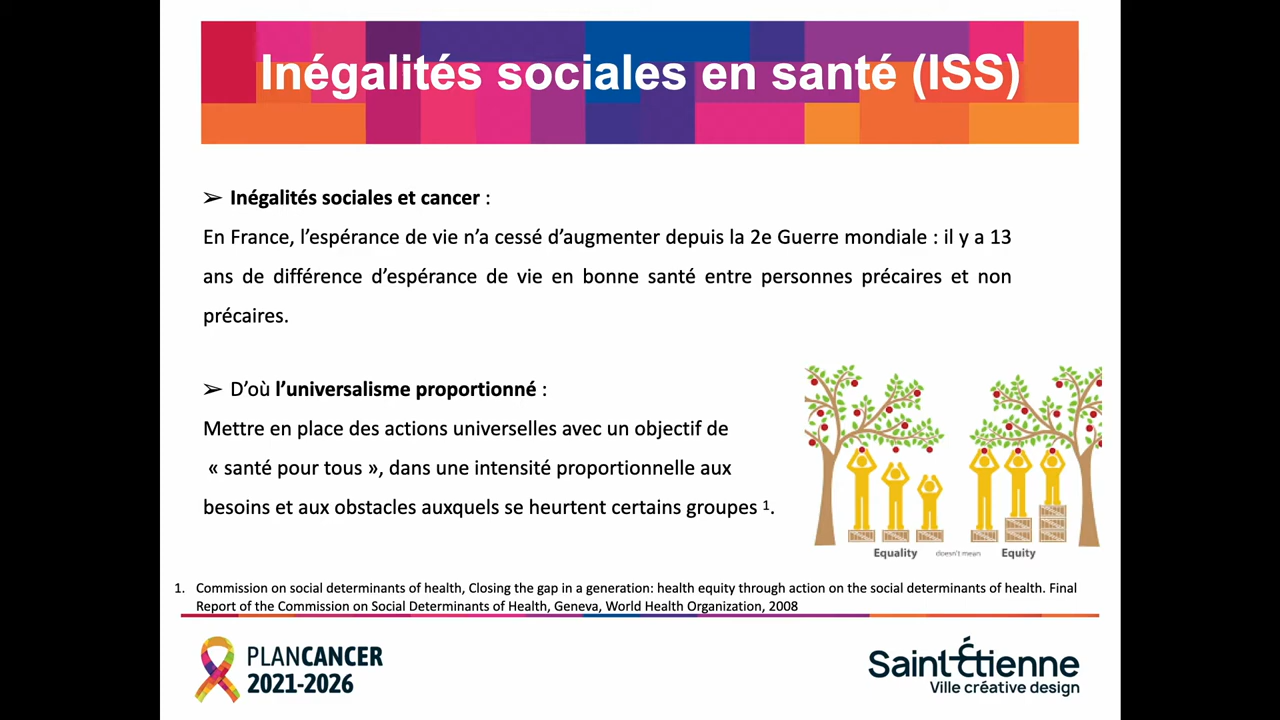 Inégalités sociales en santé (ISS)
➢ Inégalités sociales et cancer :
En France, l’espérance de vie n’a cessé d’augmenter depuis la 2e Guerre mondiale : il y a 13
ans de différence d’espérance de vie en bonne santé entre personnes précaires et non
précaires.
➢ D’où l’universalisme proportionné :
Mettre en place des actions universelles avec un objectif de
« santé pour tous », dans une intensité proportionnelle aux
besoins et aux obstacles auxquels se heurtent certains groupes ¹.
Equality doesn't mean Equity
1. Commission on social determinants of health, Closing the gap in a generation: health equity through action on the social determinants of health. Final
Report of the Commission on Social Determinants of Health, Geneva, World Health Organization, 2008
PLANCANCER
2021-2026
Saint-Étienne
Ville créative design